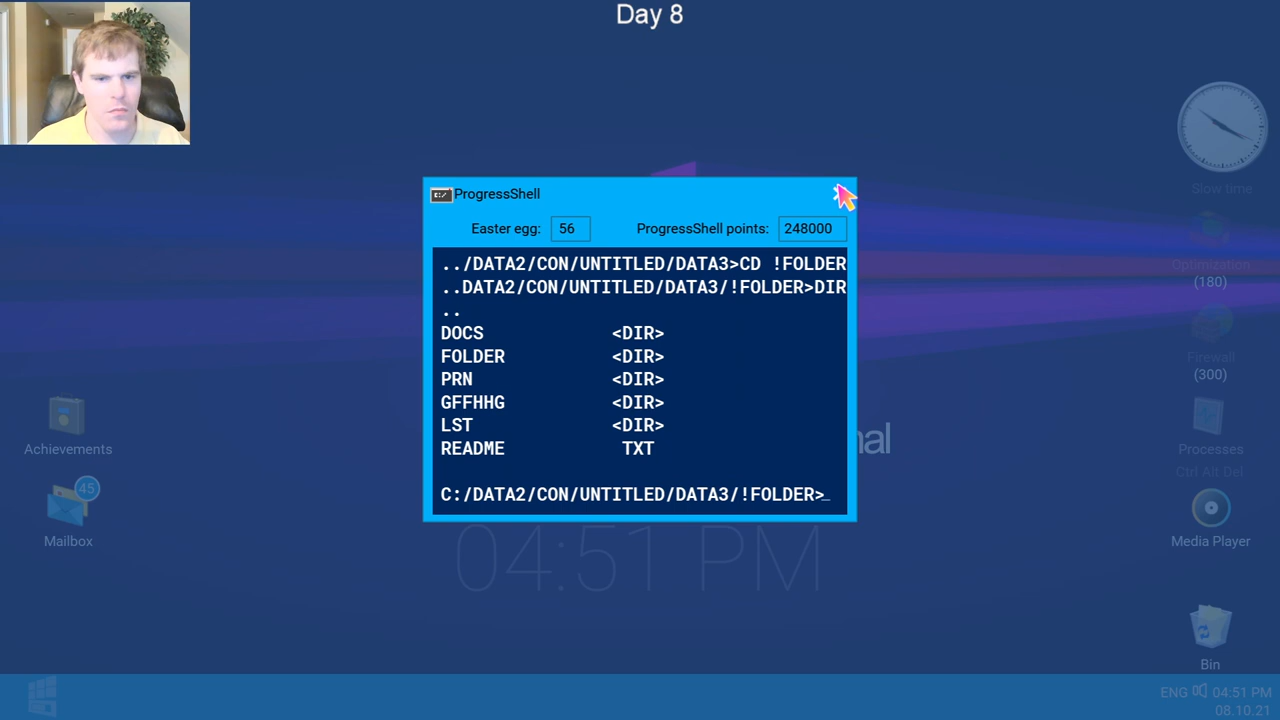 Day 8
Slow time
Optimization
(180)
Firewall
(300)
Processes
Ctrl Alt Del
Media Player
Bin
Achievements
45
Mailbox
ProgressShell
Easter egg: 56 ProgressShell points: 248000
../DATA2/CON/UNTITLED/DATA3>CD !FOLDER
..DATA2/CON/UNTITLED/DATA3/!FOLDER>DIR
..
DOCS <DIR>
FOLDER <DIR>
PRN <DIR>
GFFHHG <DIR>
LST <DIR>
README TXT
C:/DATA2/CON/UNTITLED/DATA3/!FOLDER>_
nal
04:51 PM
ENG 04:51 PM
08.10.21